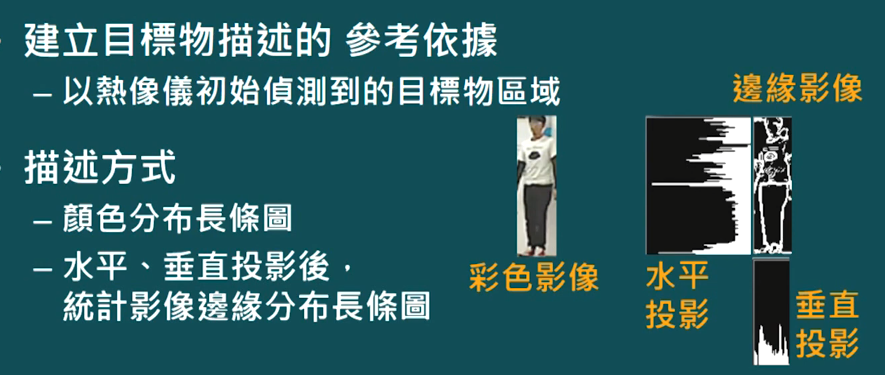 建立目標物描述的 參考依據
– 以熱像儀初始偵測到的目標物區域
邊緣影像
描述方式
– 顏色分布長條圖
– 水平、垂直投影後，
統計影像邊緣分布長條圖
彩色影像
水平
投影
垂直
投影